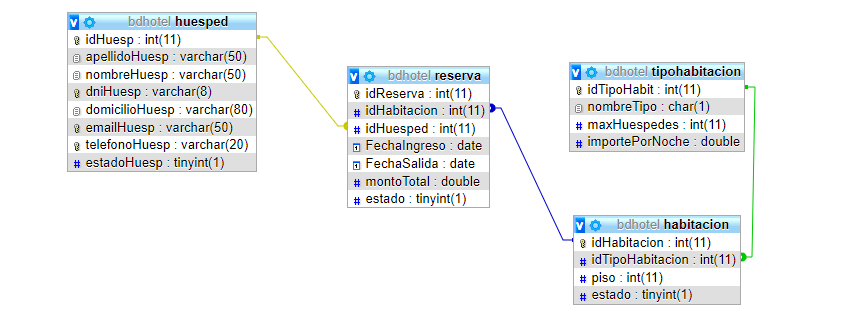 bdhotel huesped
idHuesp : int(11)
apellidoHuesp : varchar(50)
nombreHuesp : varchar(50)
dniHuesp : varchar(8)
domicilioHuesp : varchar(80)
emailHuesp : varchar(50)
telefonoHuesp : varchar(20)
estadoHuesp : tinyint(1)
bdhotel reserva
idReserva : int(11)
idHabitacion : int(11)
idHuesped : int(11)
FechaIngreso : date
FechaSalida : date
montoTotal : double
estado : tinyint(1)
bdhotel tipohabitacion
idTipoHabit : int(11)
nombreTipo : char(1)
maxHuespedes : int(11)
importePorNoche : double
bdhotel habitacion
idHabitacion : int(11)
idTipoHabitacion : int(11)
piso : int(11)
estado : tinyint(1)